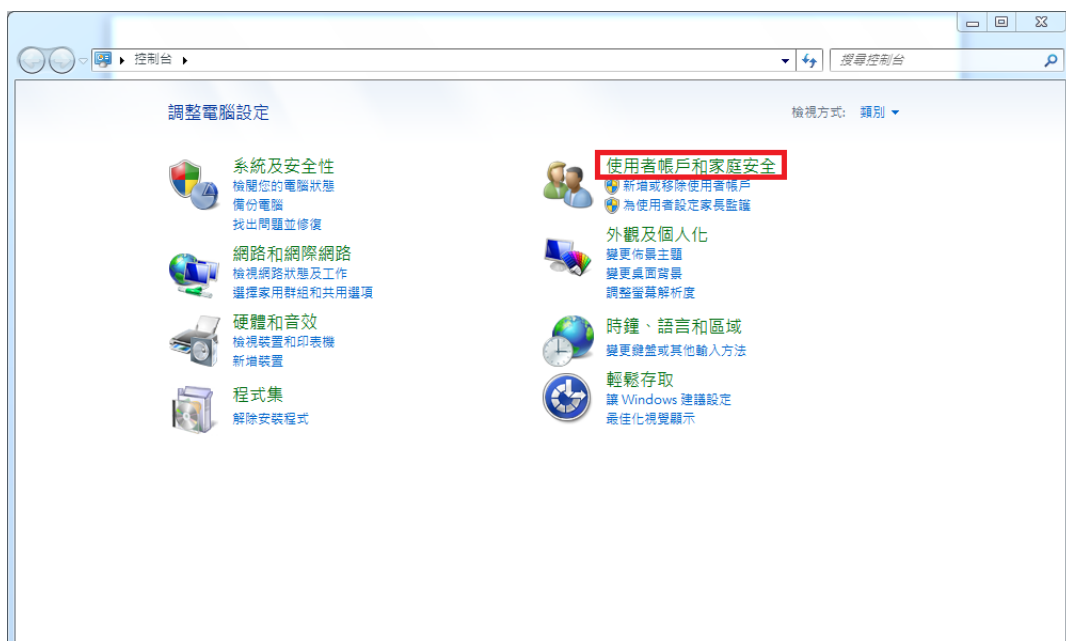 控制台
搜尋控制台
調整電腦設定
檢視方式: 類別
系統及安全性
檢閱您的電腦狀態
備份電腦
找出問題並修復
網路和網際網路
檢視網路狀態及工作
選擇家用群組和共用選項
硬體和音效
檢視裝置和印表機
新增裝置
程式集
解除安裝程式
使用者帳戶和家庭安全
新增或移除使用者帳戶
為使用者設定家長監護
外觀及個人化
變更佈景主題
變更桌面背景
調整螢幕解析度
時鐘、語言和區域
變更鍵盤或其他輸入方法
輕鬆存取
讓 Windows 建議設定
最佳化視覺顯示